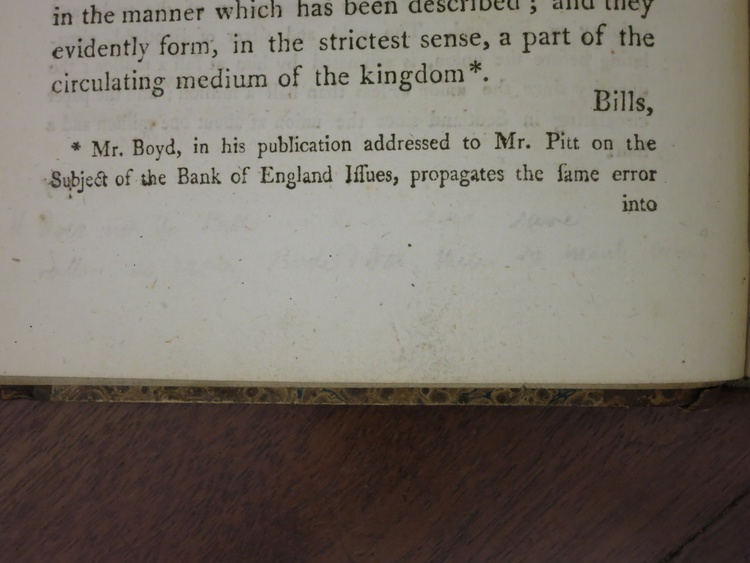 in the manner which has been described ; and they
evidently form, in the strictest sense, a part of the
circulating medium of the kingdom*.
Bills,
* Mr. Boyd, in his publication addressed to Mr. Pitt on the
Subject of the Bank of England Iſſues, propagates the ſame error
into